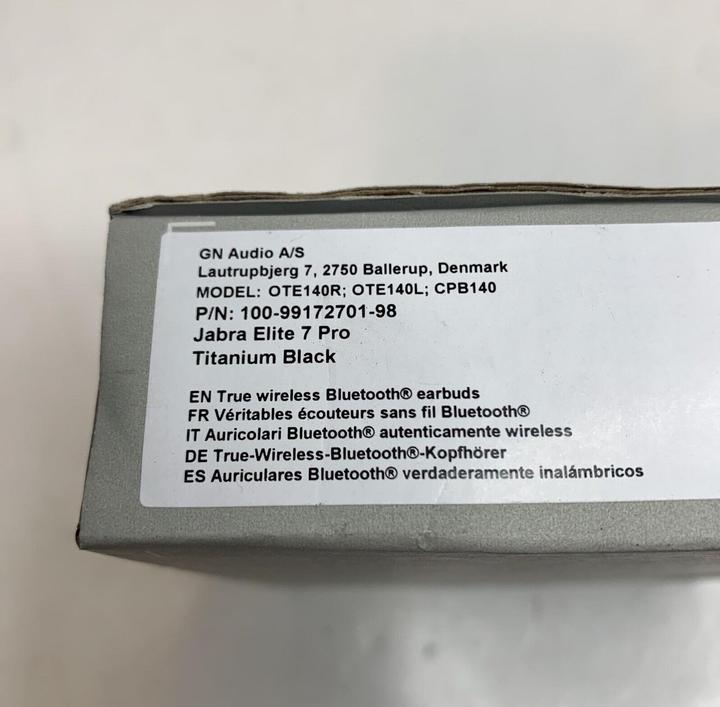 GN Audio A/S
Lautrupbjerg 7, 2750 Ballerup, Denmark
MODEL: OTE140R; OTE140L; CPB140
P/N: 100-99172701-98
Jabra Elite 7 Pro
Titanium Black
EN True wireless Bluetooth® earbuds
FR Véritables écouteurs sans fil Bluetooth®
IT Auricolari Bluetooth® autenticamente wireless
DE True-Wireless-Bluetooth®-Kopfhörer
ES Auriculares Bluetooth® verdaderamente inalámbricos